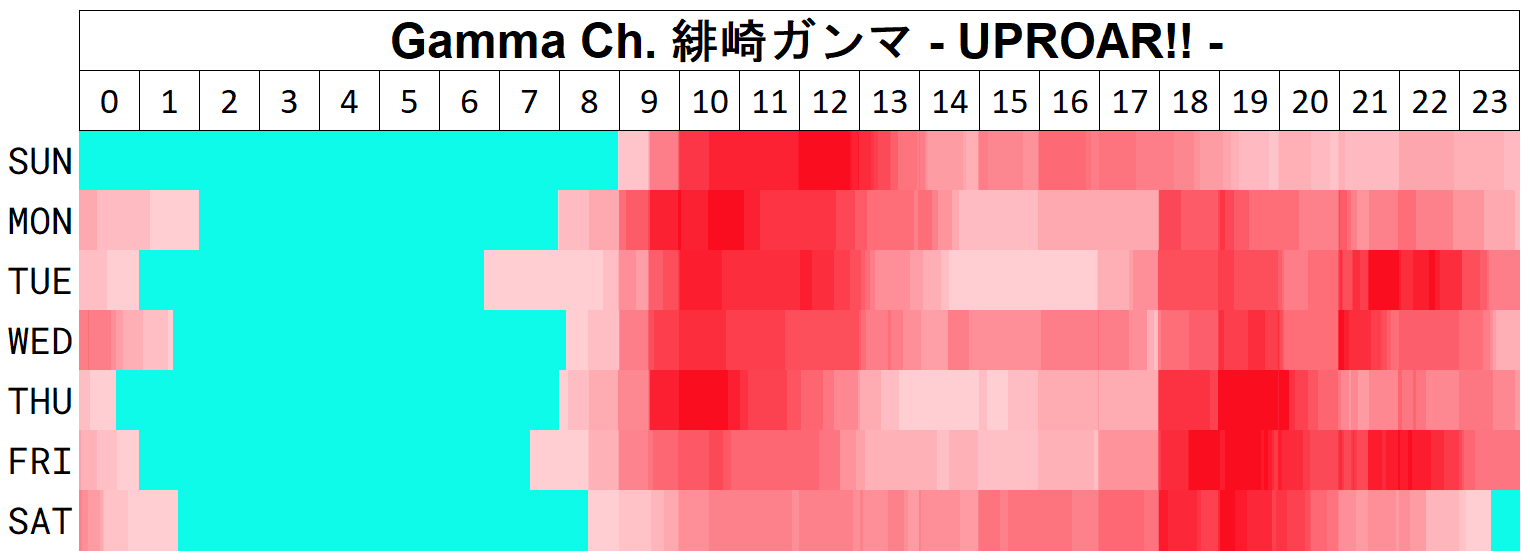 Gamma Ch. 緋崎ガンマ - UPROAR!! -
0 1 2 3 4 5 6 7 8 9 10 11 12 13 14 15 16 17 18 19 20 21 22 23
SUN
MON
TUE
WED
THU
FRI
SAT